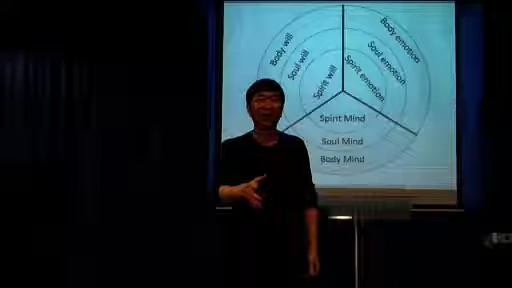 Body will
Soul will
Spirit will
Body emotion
Soul emotion
Spirit emotion
Spirit Mind
Soul Mind
Body Mind